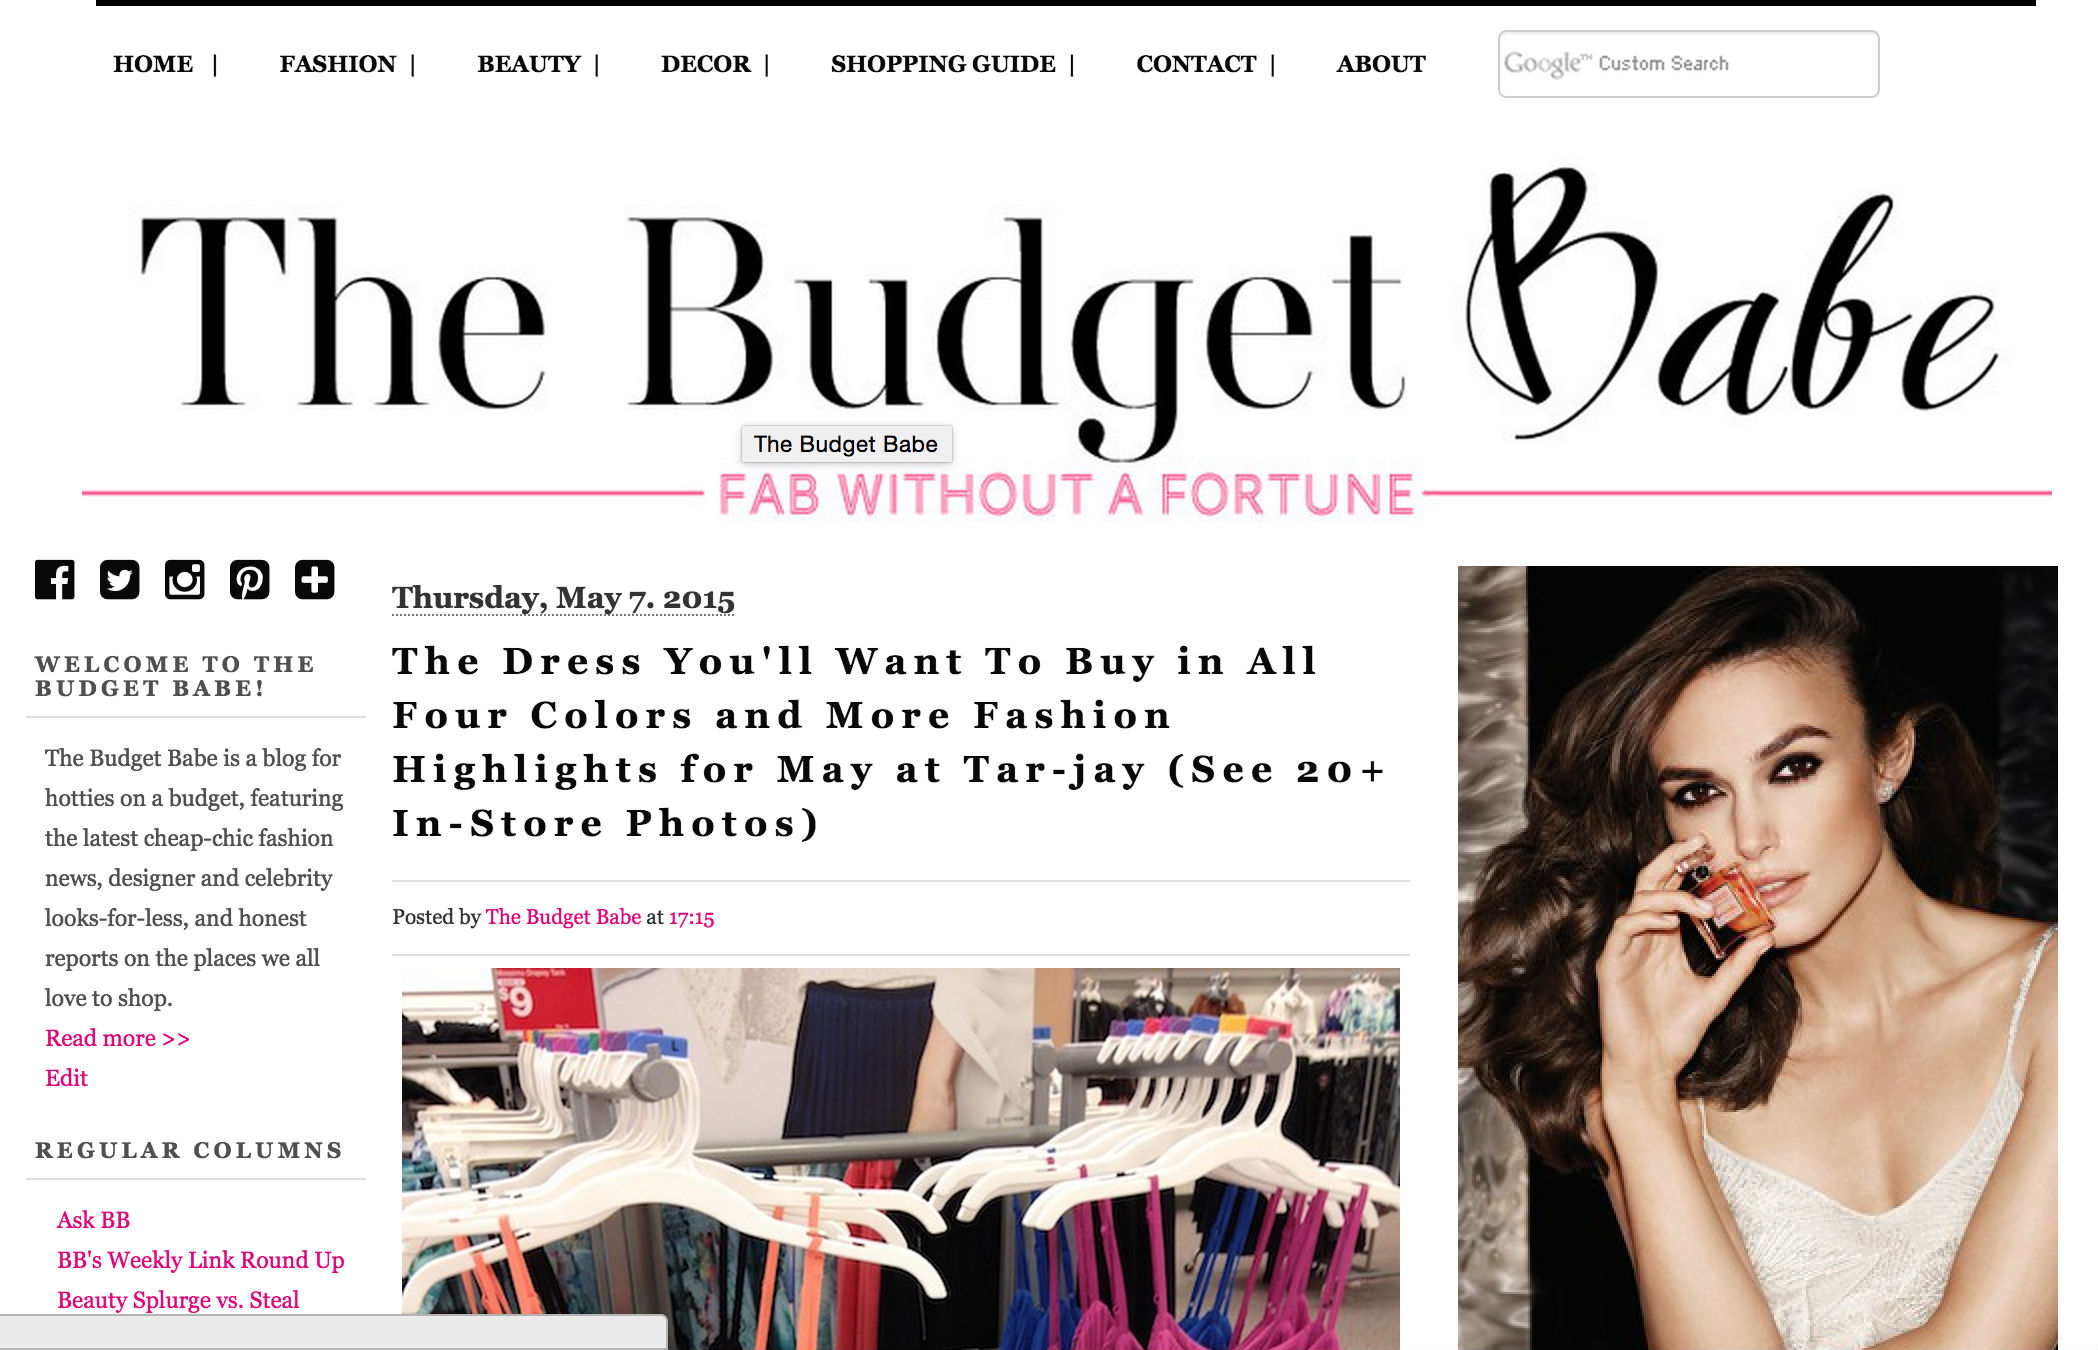 HOME |
FASHION |
BEAUTY |
DECOR |
SHOPPING GUIDE |
CONTACT |
ABOUT
Google™ Custom Search
The Budget Babe
The Budget Babe
FAB WITHOUT A FORTUNE
WELCOME TO THE
BUDGET BABE!
The Budget Babe is a blog for
hotties on a budget, featuring
the latest cheap-chic fashion
news, designer and celebrity
looks-for-less, and honest
reports on the places we all
love to shop.
Read more >>
Edit
REGULAR COLUMNS
Ask BB
BB's Weekly Link Round Up
Beauty Splurge vs. Steal
Thursday, May 7. 2015
The Dress You'll Want To Buy in All
Four Colors and More Fashion
Highlights for May at Tar-jay (See 20+
In-Store Photos)
Posted by The Budget Babe at 17:15
$9
L